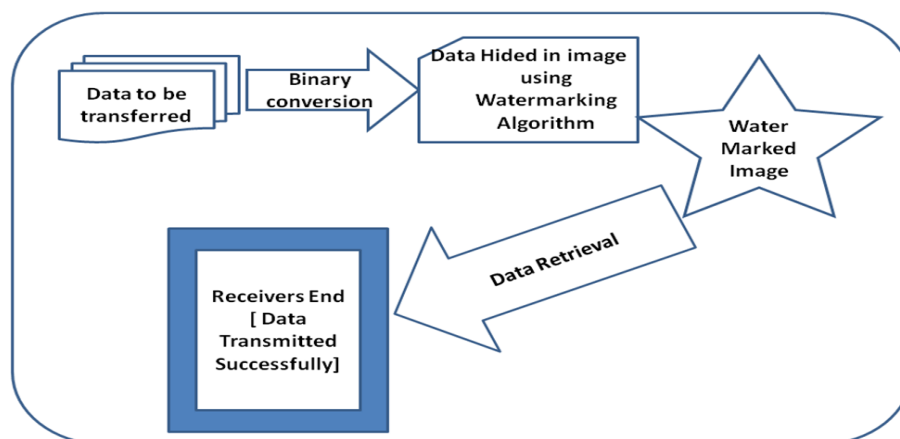 Data to be
transferred
Binary
conversion
Data Hided in image
using
Watermarking
Algorithm
Water
Marked
Image
Data Retrieval
Receivers End
[ Data
Transmitted
Successfully]